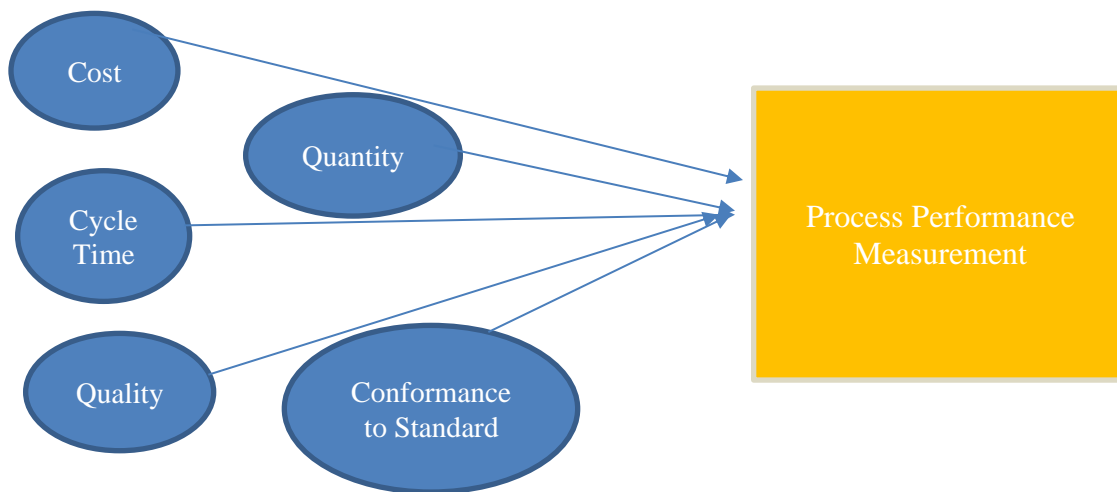 Cost
Quantity
Cycle
Time
Quality
Conformance
to Standard
Process Performance
Measurement